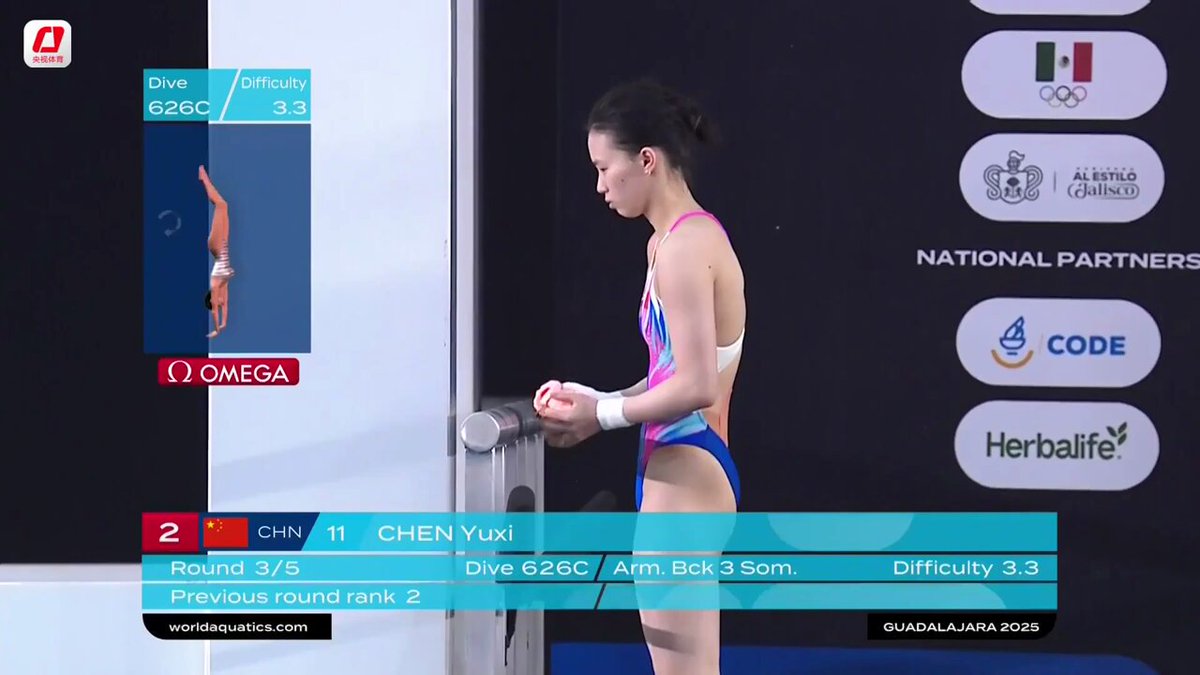 央视体育
Dive
Difficulty
626C
3.3
Ω OMEGA
AL ESTILO
Jalisco
NATIONAL PARTNERS
CODE
Herbalife
2 CHN 11 CHEN Yuxi
Round 3/5 Dive 626C / Arm. Bck 3 Som. Difficulty 3.3
Previous round rank 2 /
worldaquatics.com
GUADALAJARA 2025